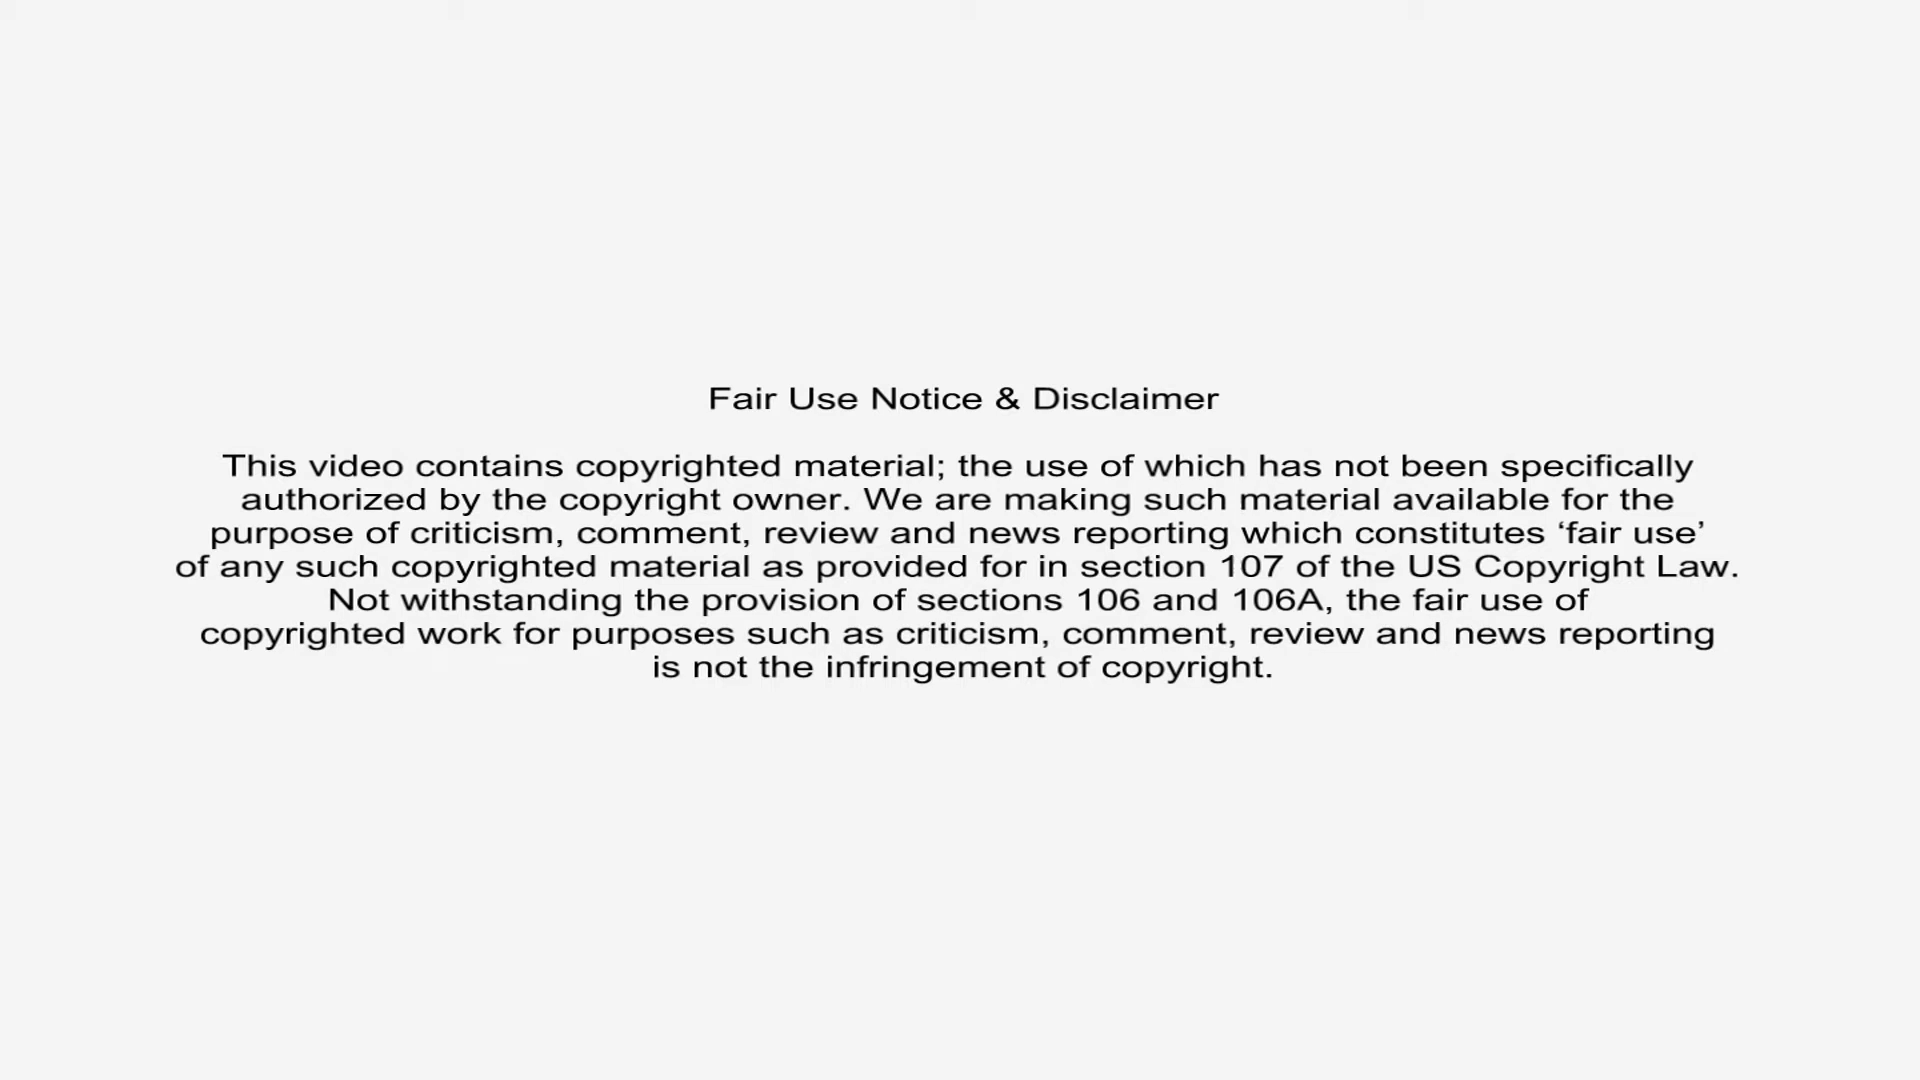 Fair Use Notice & Disclaimer
This video contains copyrighted material; the use of which has not been specifically
authorized by the copyright owner. We are making such material available for the
purpose of criticism, comment, review and news reporting which constitutes ‘fair use’
of any such copyrighted material as provided for in section 107 of the US Copyright Law.
Not withstanding the provision of sections 106 and 106A, the fair use of
copyrighted work for purposes such as criticism, comment, review and news reporting
is not the infringement of copyright.